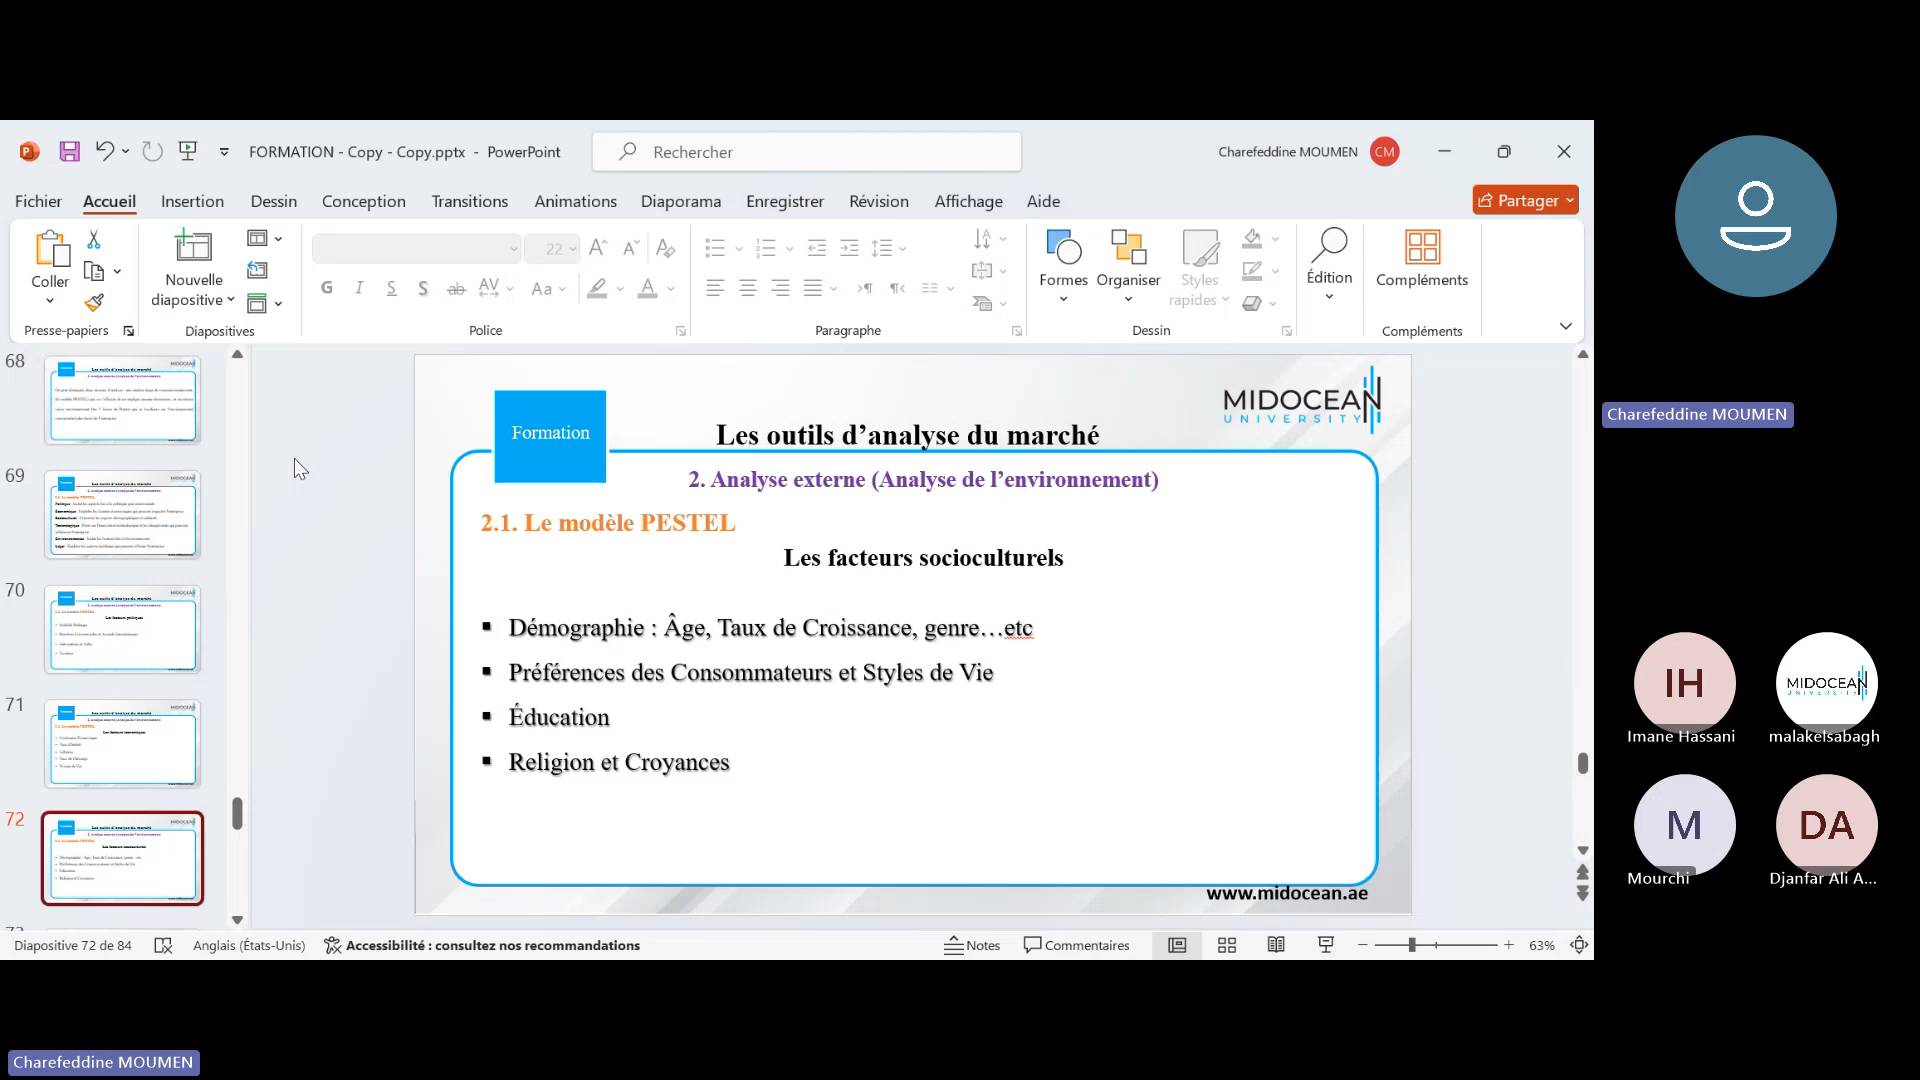 FORMATION - Copy - Copy.pptx - PowerPoint
Rechercher
Charefeddine MOUMEN CM
Fichier Accueil Insertion Dessin Conception Transitions Animations Diaporama Enregistrer Révision Affichage Aide
Partager
Coller
Nouvelle diapositive
22
Formes
Organiser
Styles rapides
Édition
Compléments
Presse-papiers Diapositives Police Paragraphe Dessin Compléments
68
69
70
71
72
Formation
MIDOCEAN
UNIVERSITY
Les outils d’analyse du marché
2. Analyse externe (Analyse de l’environnement)
2.1. Le modèle PESTEL
Les facteurs socioculturels
▪ Démographie : Âge, Taux de Croissance, genre…etc
▪ Préférences des Consommateurs et Styles de Vie
▪ Éducation
▪ Religion et Croyances
www.midocean.ae
Diapositive 72 de 84 Anglais (États-Unis) Accessibilité : consultez nos recommandations Notes Commentaires 63%
Charefeddine MOUMEN
IH
Imane Hassani
MIDOCEAN
UNIVERSITY
malakelsabagh
M
Mourchi
DA
Djanfar Ali A...
Charefeddine MOUMEN